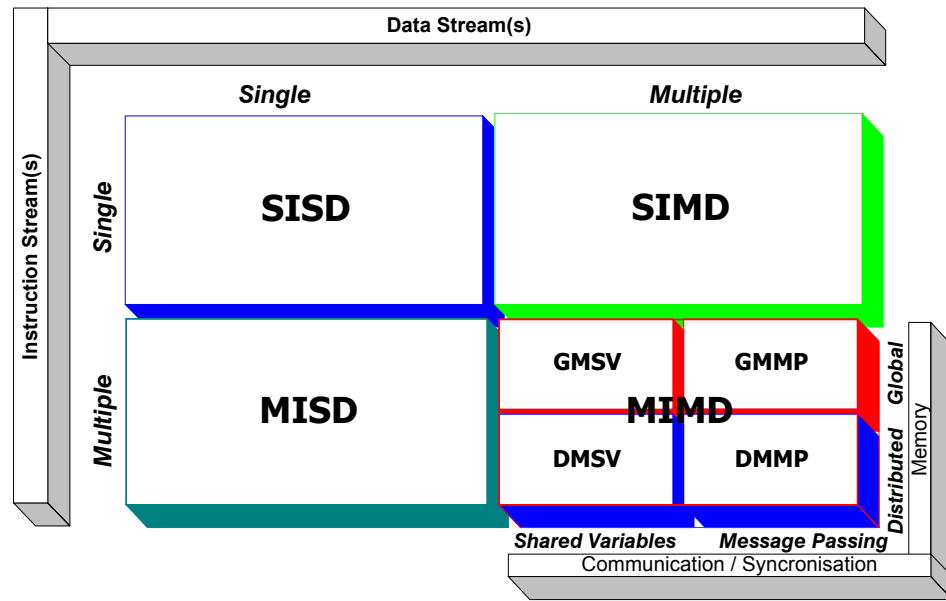 Data Stream(s)
Single
Multiple
Instruction Stream(s)
Single
SISD
SIMD
Multiple
MISD
GMSV
GMMP
MIMD
DMSV
DMMP
Global
Distributed
Memory
Shared Variables
Message Passing
Communication / Syncronisation